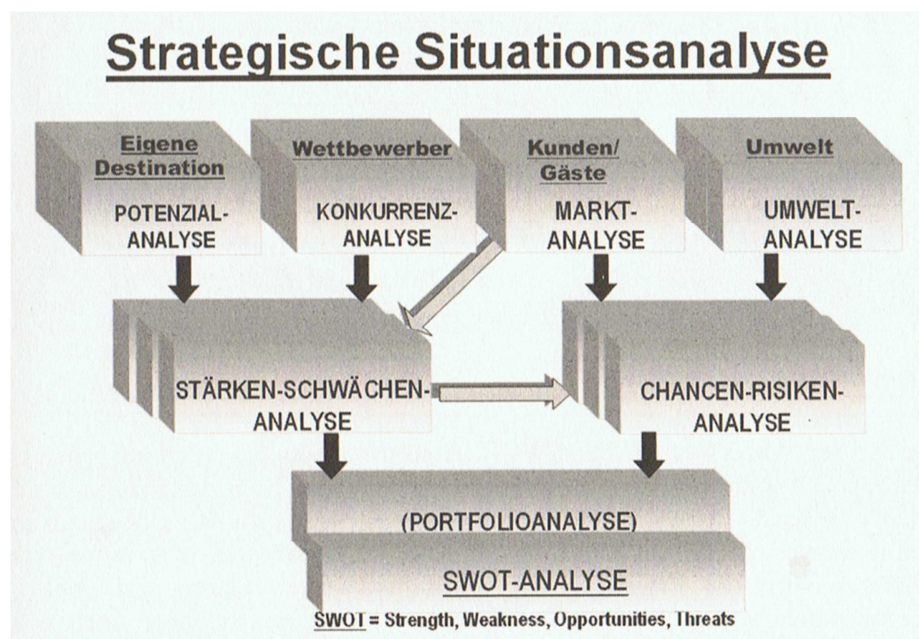 Strategische Situationsanalyse
Eigene
Destination
POTENZIAL-
ANALYSE
Wettbewerber
KONKURRENZ-
ANALYSE
Kunden/
Gäste
MARKT-
ANALYSE
Umwelt
UMWELT-
ANALYSE
STÄRKEN-SCHWÄCHEN-
ANALYSE
CHANCEN-RISIKEN-
ANALYSE
(PORTFOLIOANALYSE)
SWOT-ANALYSE
SWOT = Strength, Weakness, Opportunities, Threats